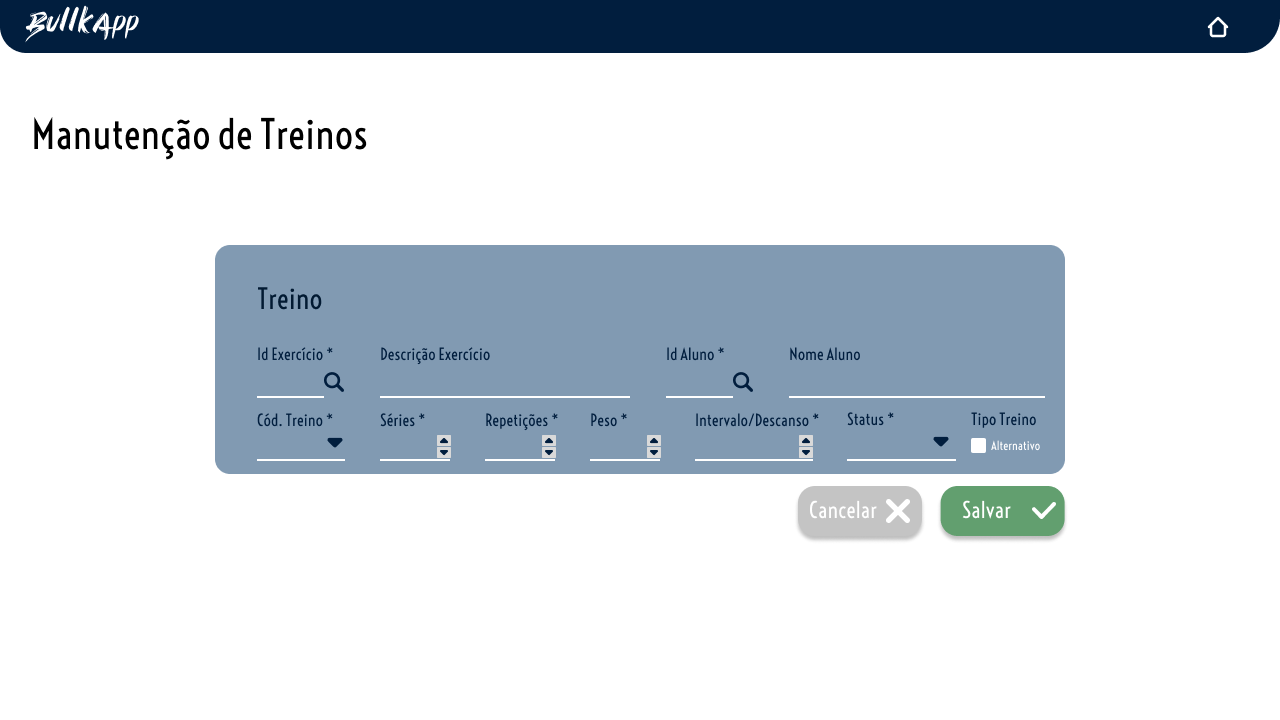 BullkApp
Manutenção de Treinos
Treino
Id Exercício * Descrição Exercício Id Aluno * Nome Aluno
Cód. Treino * Séries * Repetições * Peso * Intervalo/Descanso * Status * Tipo Treino
Alternativo
Cancelar Salvar